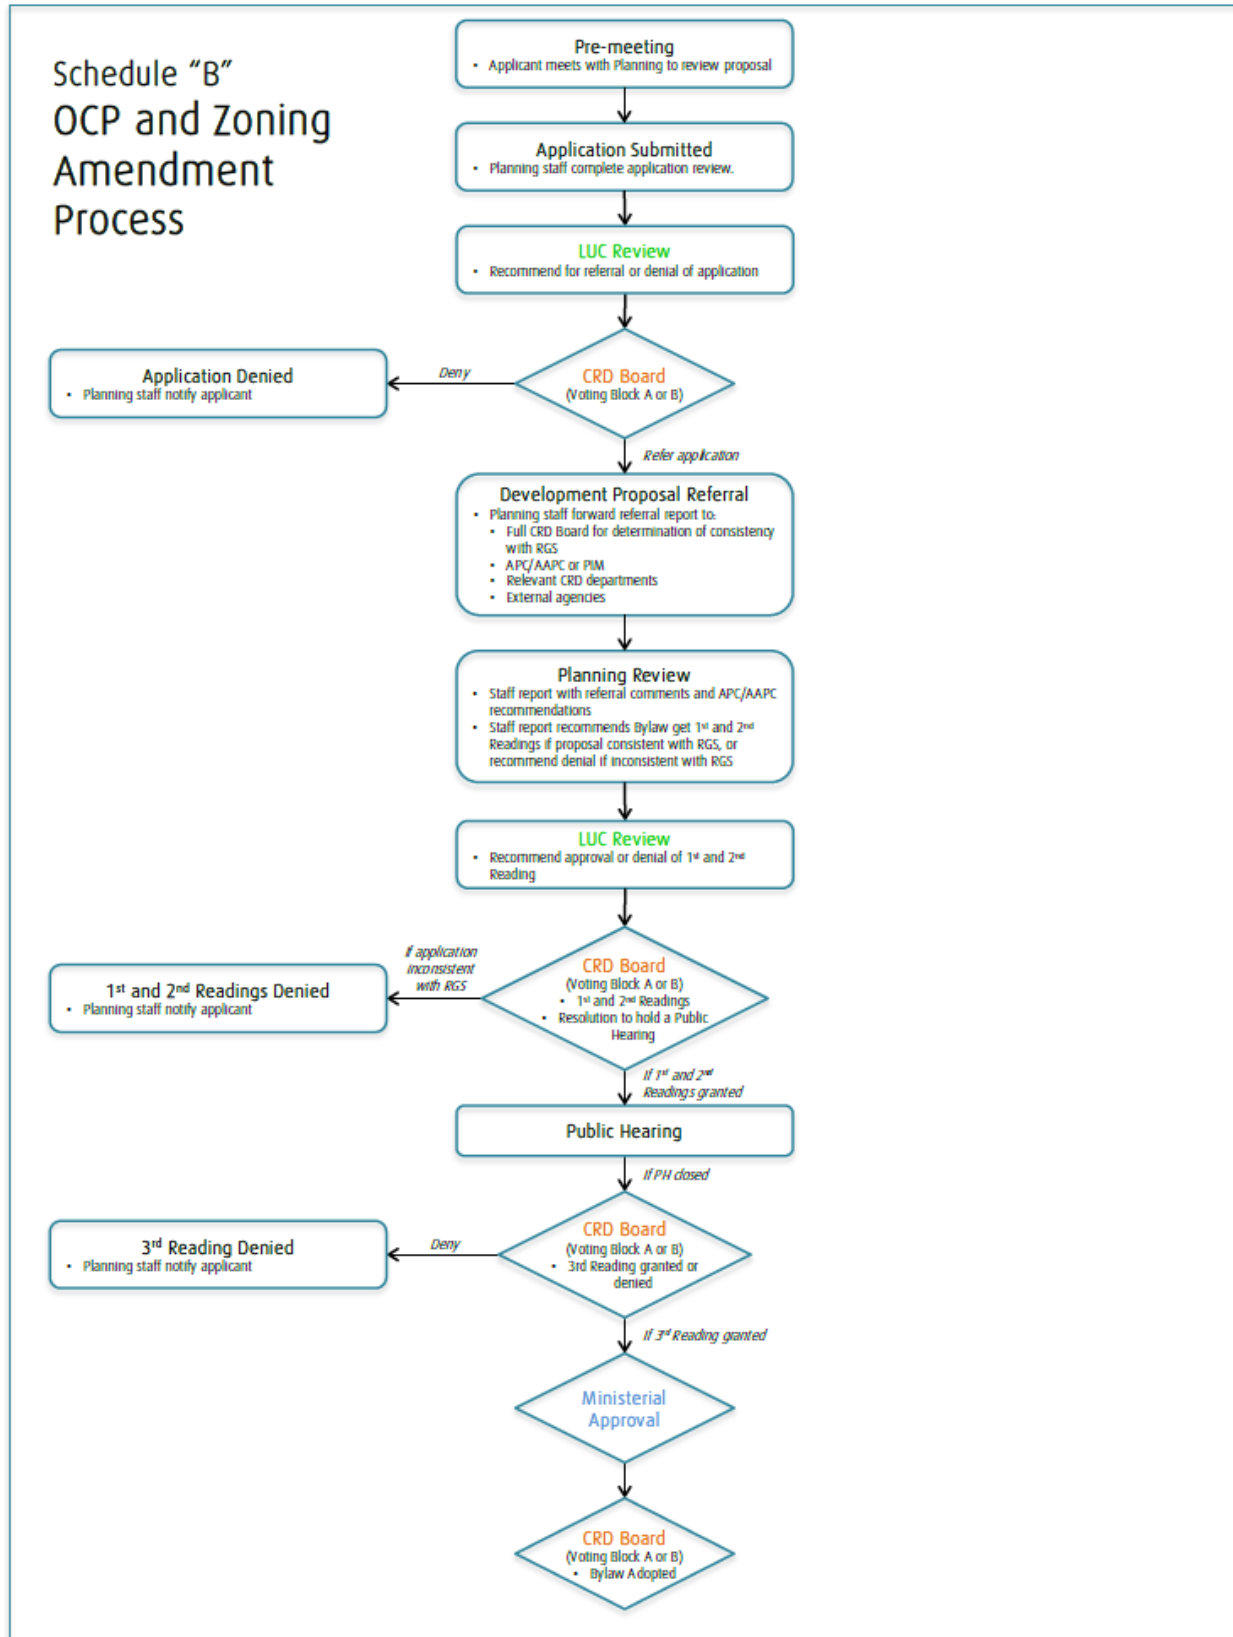 Schedule “B”
OCP and Zoning
Amendment
Process
Pre-meeting
• Applicant meets with Planning to review proposal
Application Submitted
• Planning staff complete application review.
LUC Review
• Recommend for referral or denial of application
CRD Board
(Voting Block A or B)
Deny
Application Denied
• Planning staff notify applicant
Refer application
Development Proposal Referral
• Planning staff forward referral report to:
• Full CRD Board for determination of consistency
with RGS
• APC/AAPC or PIM
• Relevant CRD departments
• External agencies
Planning Review
• Staff report with referral comments and APC/AAPC
recommendations
• Staff report recommends Bylaw get 1st and 2nd
Readings if proposal consistent with RGS, or
recommend denial if inconsistent with RGS
LUC Review
• Recommend approval or denial of 1st and 2nd
Reading
CRD Board
(Voting Block A or B)
• 1st and 2nd Readings
• Resolution to hold a Public
Hearing
If application
inconsistent
with RGS
1st and 2nd Readings Denied
• Planning staff notify applicant
If 1st and 2nd
Readings granted
Public Hearing
If PH closed
CRD Board
(Voting Block A or B)
• 3rd Reading granted or
denied
Deny
3rd Reading Denied
• Planning staff notify applicant
If 3rd Reading granted
Ministerial
Approval
CRD Board
(Voting Block A or B)
• Bylaw Adopted